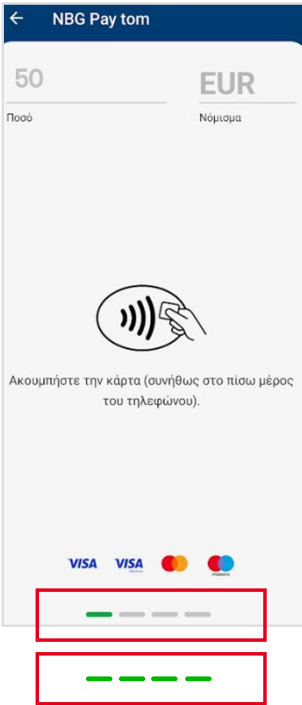 NBG Pay tom
50 EUR
Ποσό Νόμισμα
Ακουμπήστε την κάρτα (συνήθως στο πίσω μέρος
του τηλεφώνου).
VISA VISA